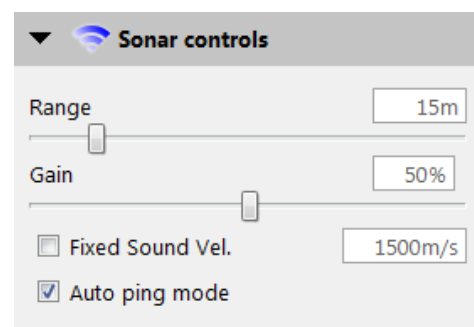 Sonar controls
Range 15m
Gain 50%
Fixed Sound Vel. 1500m/s
Auto ping mode